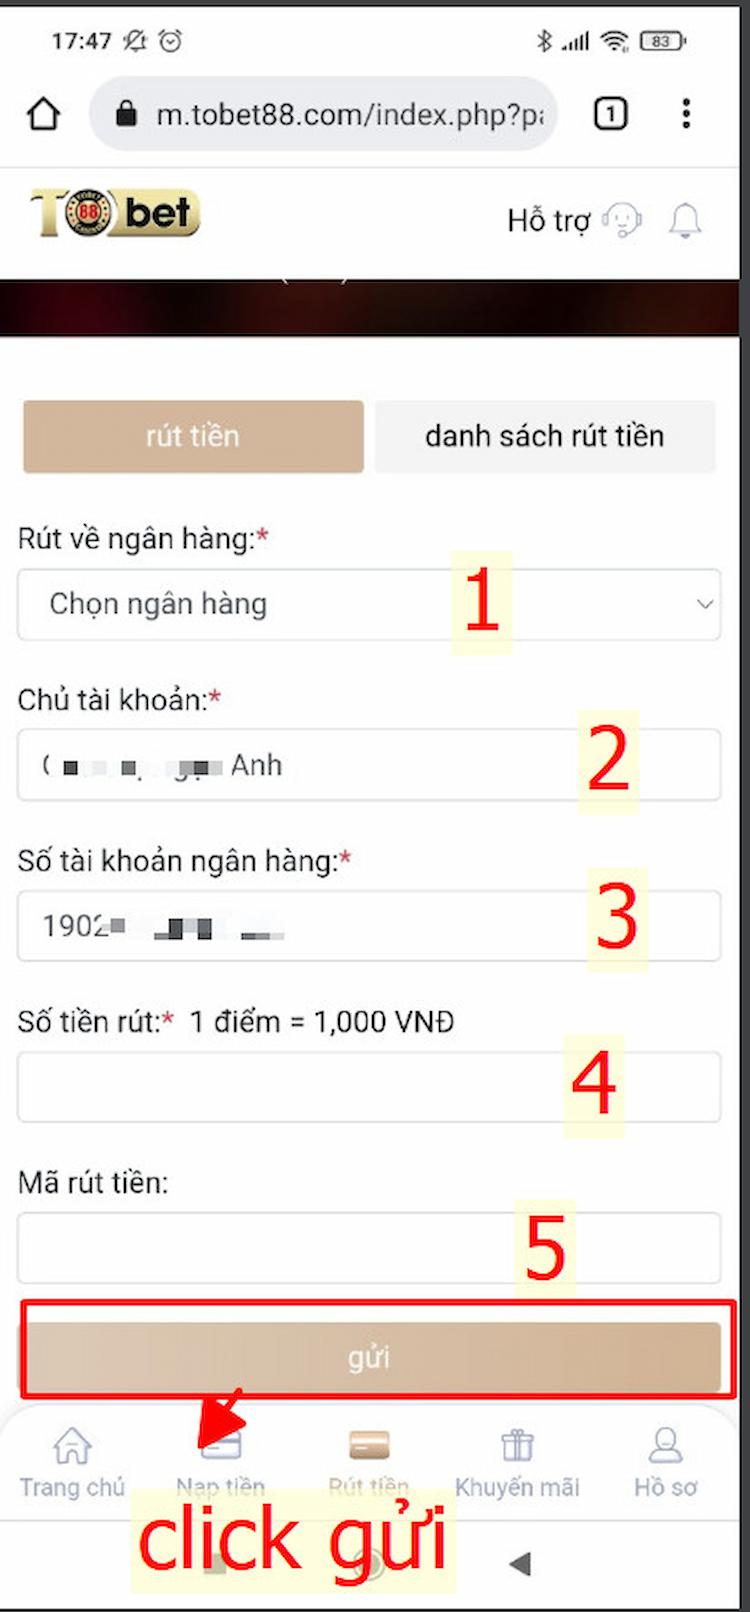 17:47
83
m.tobet88.com/index.php?pa
1
TO 88 bet
Hỗ trợ
rút tiền
danh sách rút tiền
Rút về ngân hàng:*
Chọn ngân hàng
1
Chủ tài khoản:*
Anh
2
Số tài khoản ngân hàng:*
1902
3
Số tiền rút:* 1 điểm = 1,000 VNĐ
4
Mã rút tiền:
5
gửi
Trang chủ
Nạp tiền
Rút tiền
Khuyến mãi
Hồ sơ
click gửi